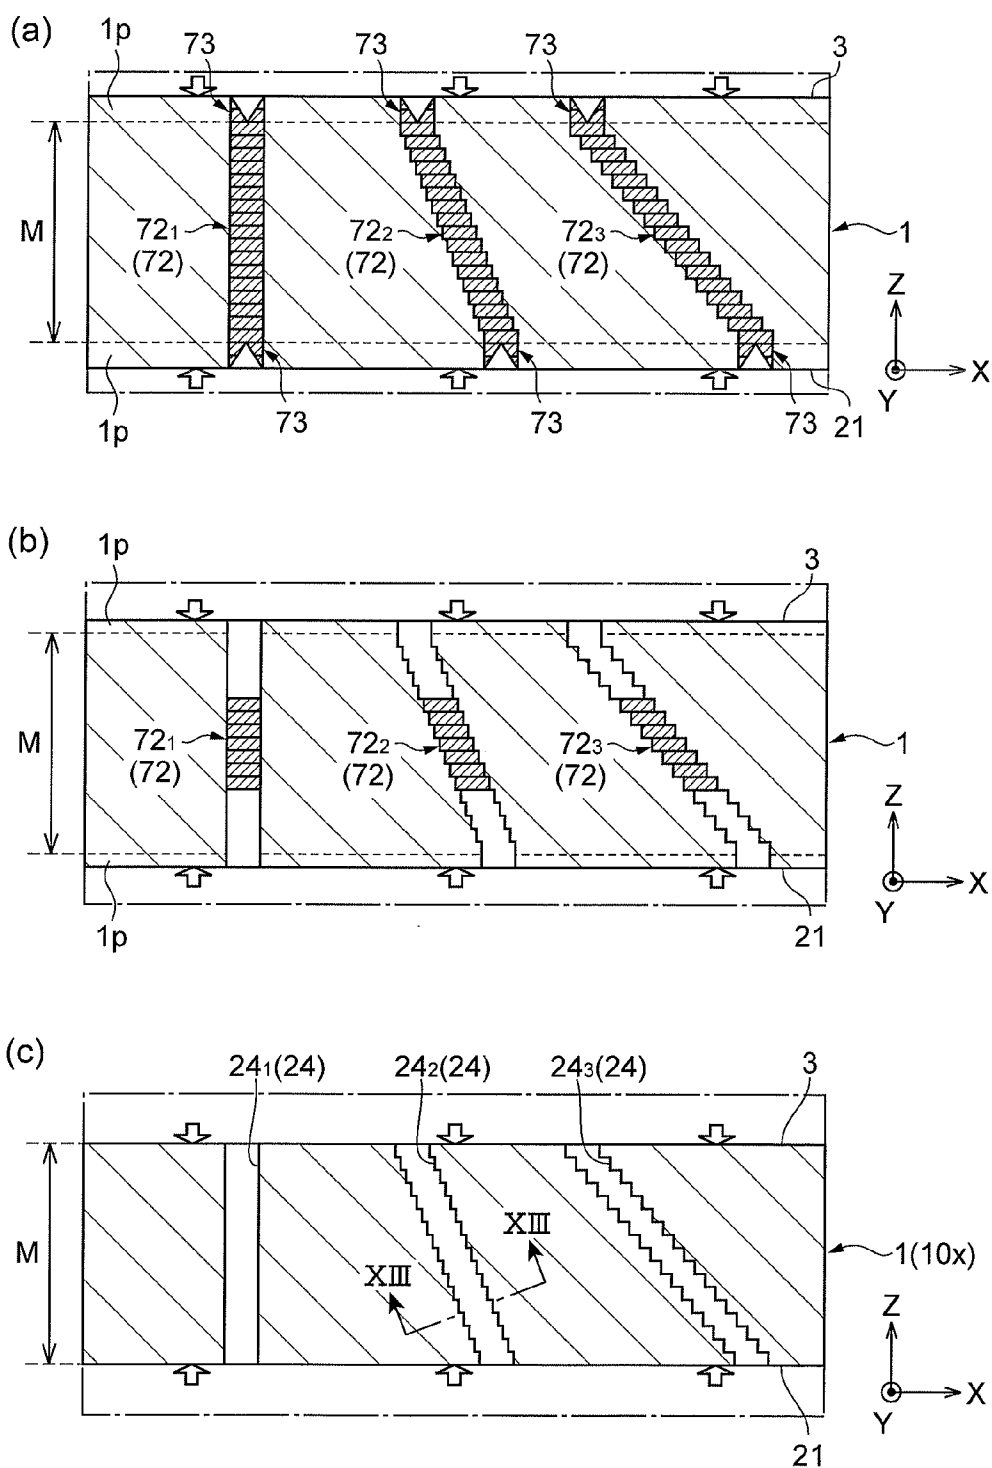 (a)
1p 73 73 73 3
M 72₁ 72₂ 72₃ 1
(72) (72) (72)
Z
X
Y
1p 73 73 73 21
(b)
1p 3
M 72₁ 72₂ 72₃ 1
(72) (72) (72)
Z
X
Y
1p 21
(c)
24₁(24) 24₂(24) 24₃(24) 3
M XIII XIII 1(10x)
Z
X
Y
21